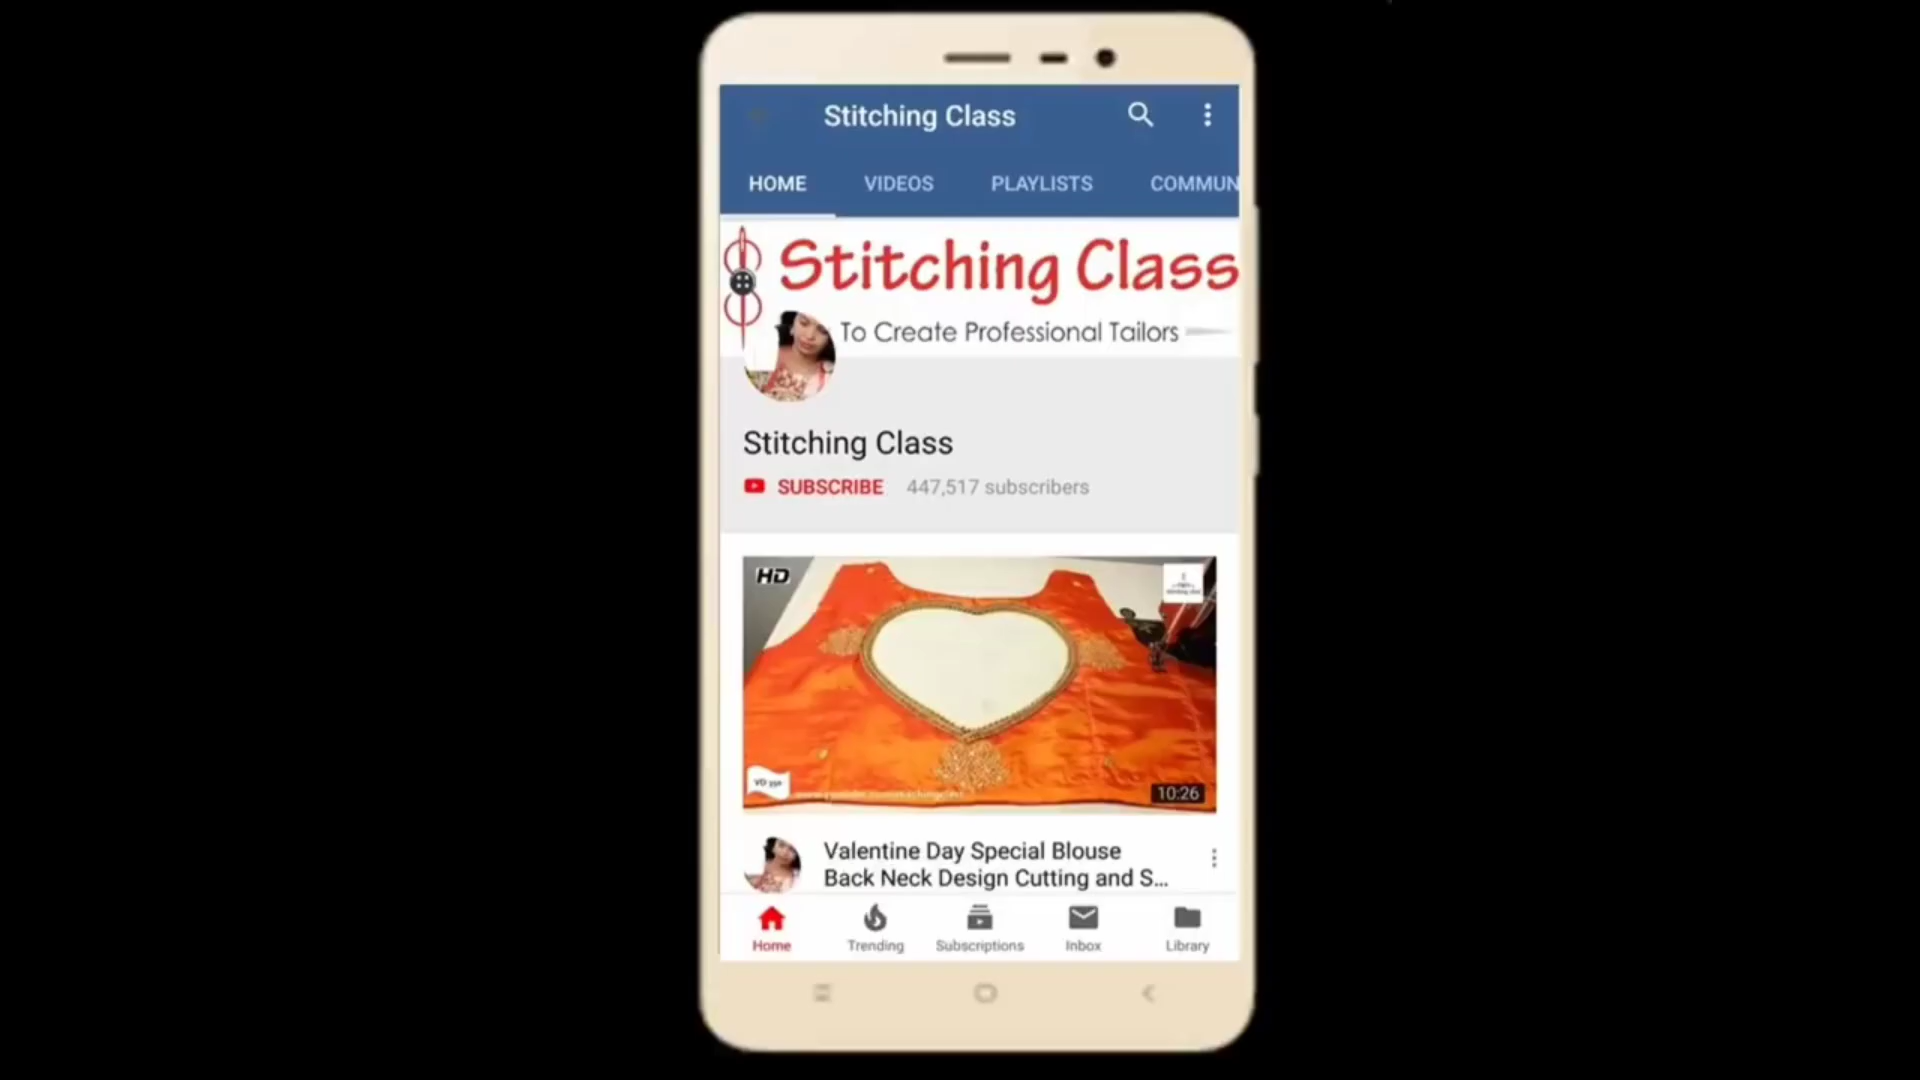 Stitching Class
HOME VIDEOS PLAYLISTS COMMUN
Stitching Class
To Create Professional Tailors
Stitching Class
SUBSCRIBE 447,517 subscribers
HD
10:26
Valentine Day Special Blouse
Back Neck Design Cutting and S...
Home Trending Subscriptions Inbox Library